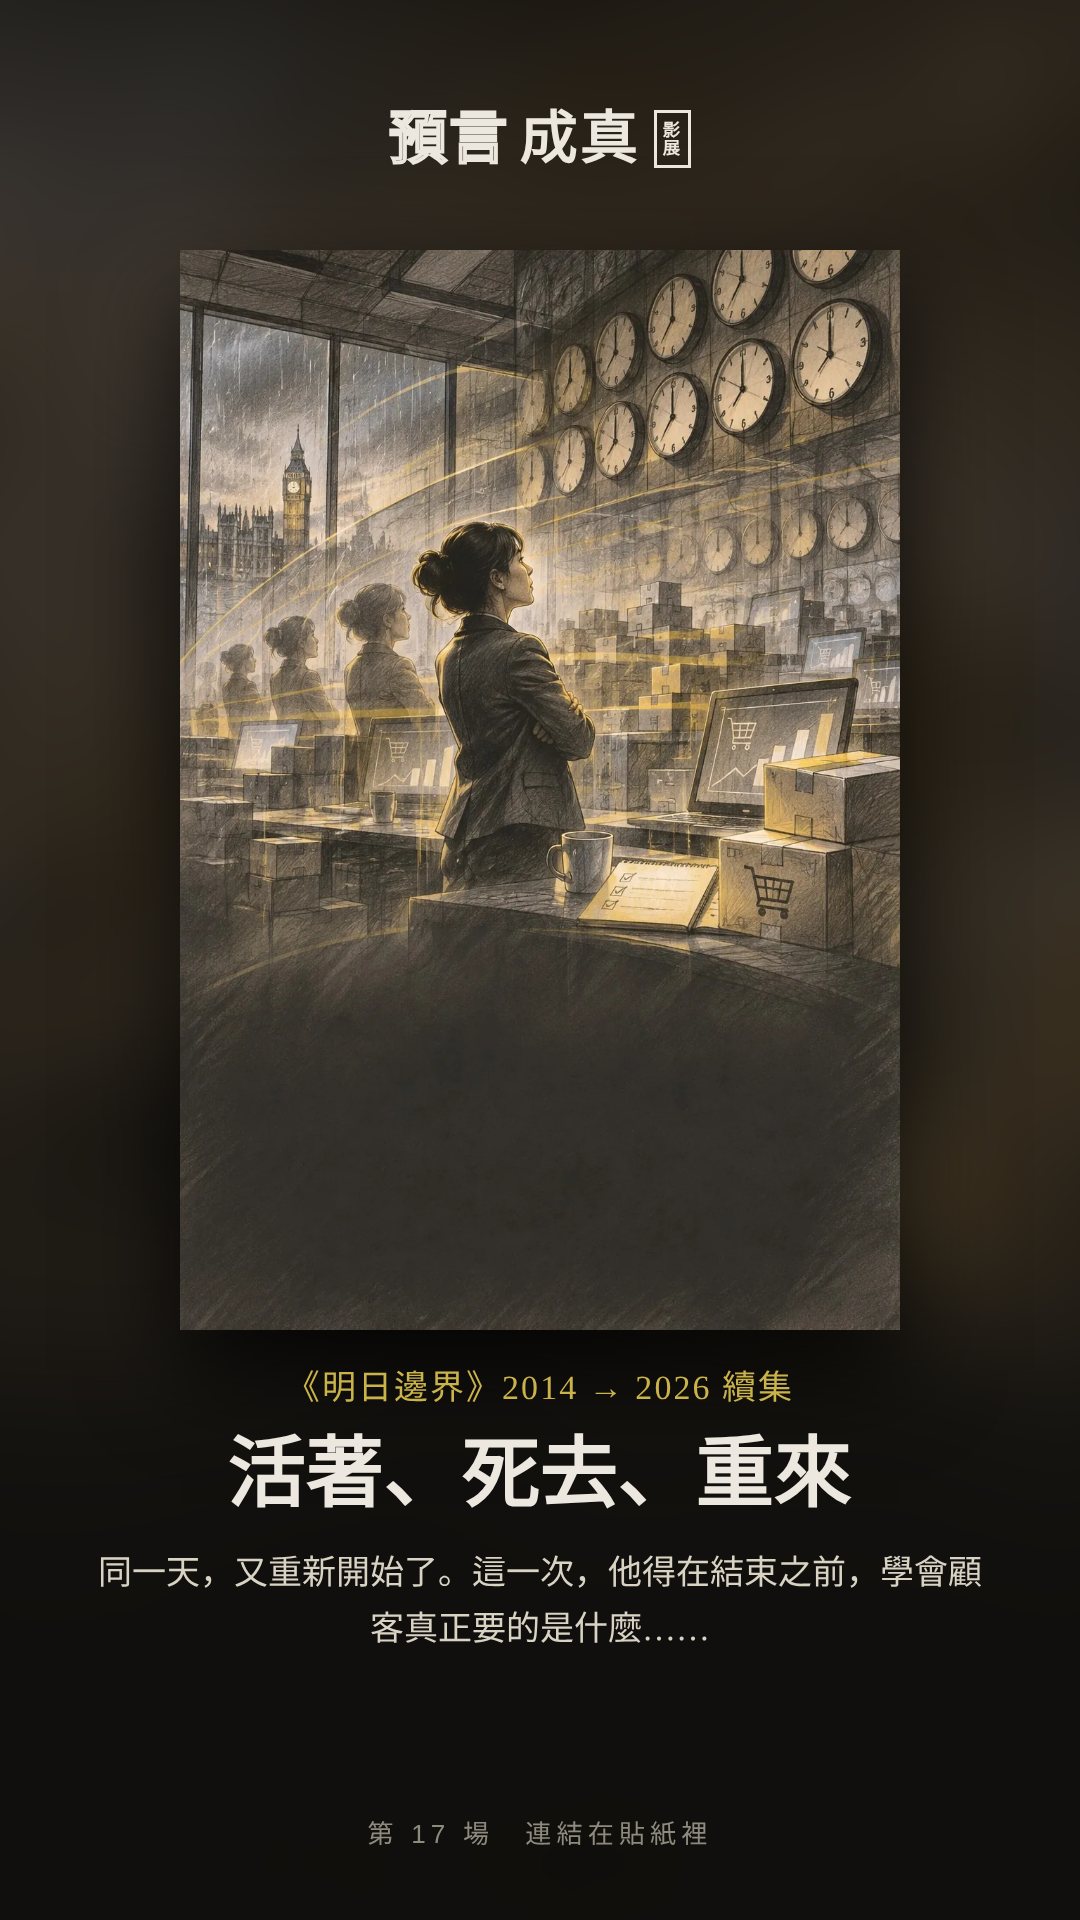 預言成真 影展
《明日邊界》2014 → 2026 續集
活著、死去、重來
同一天，又重新開始了。這一次，他得在結束之前，學會顧
客真正要的是什麼……
第 17 場 連結在貼紙裡